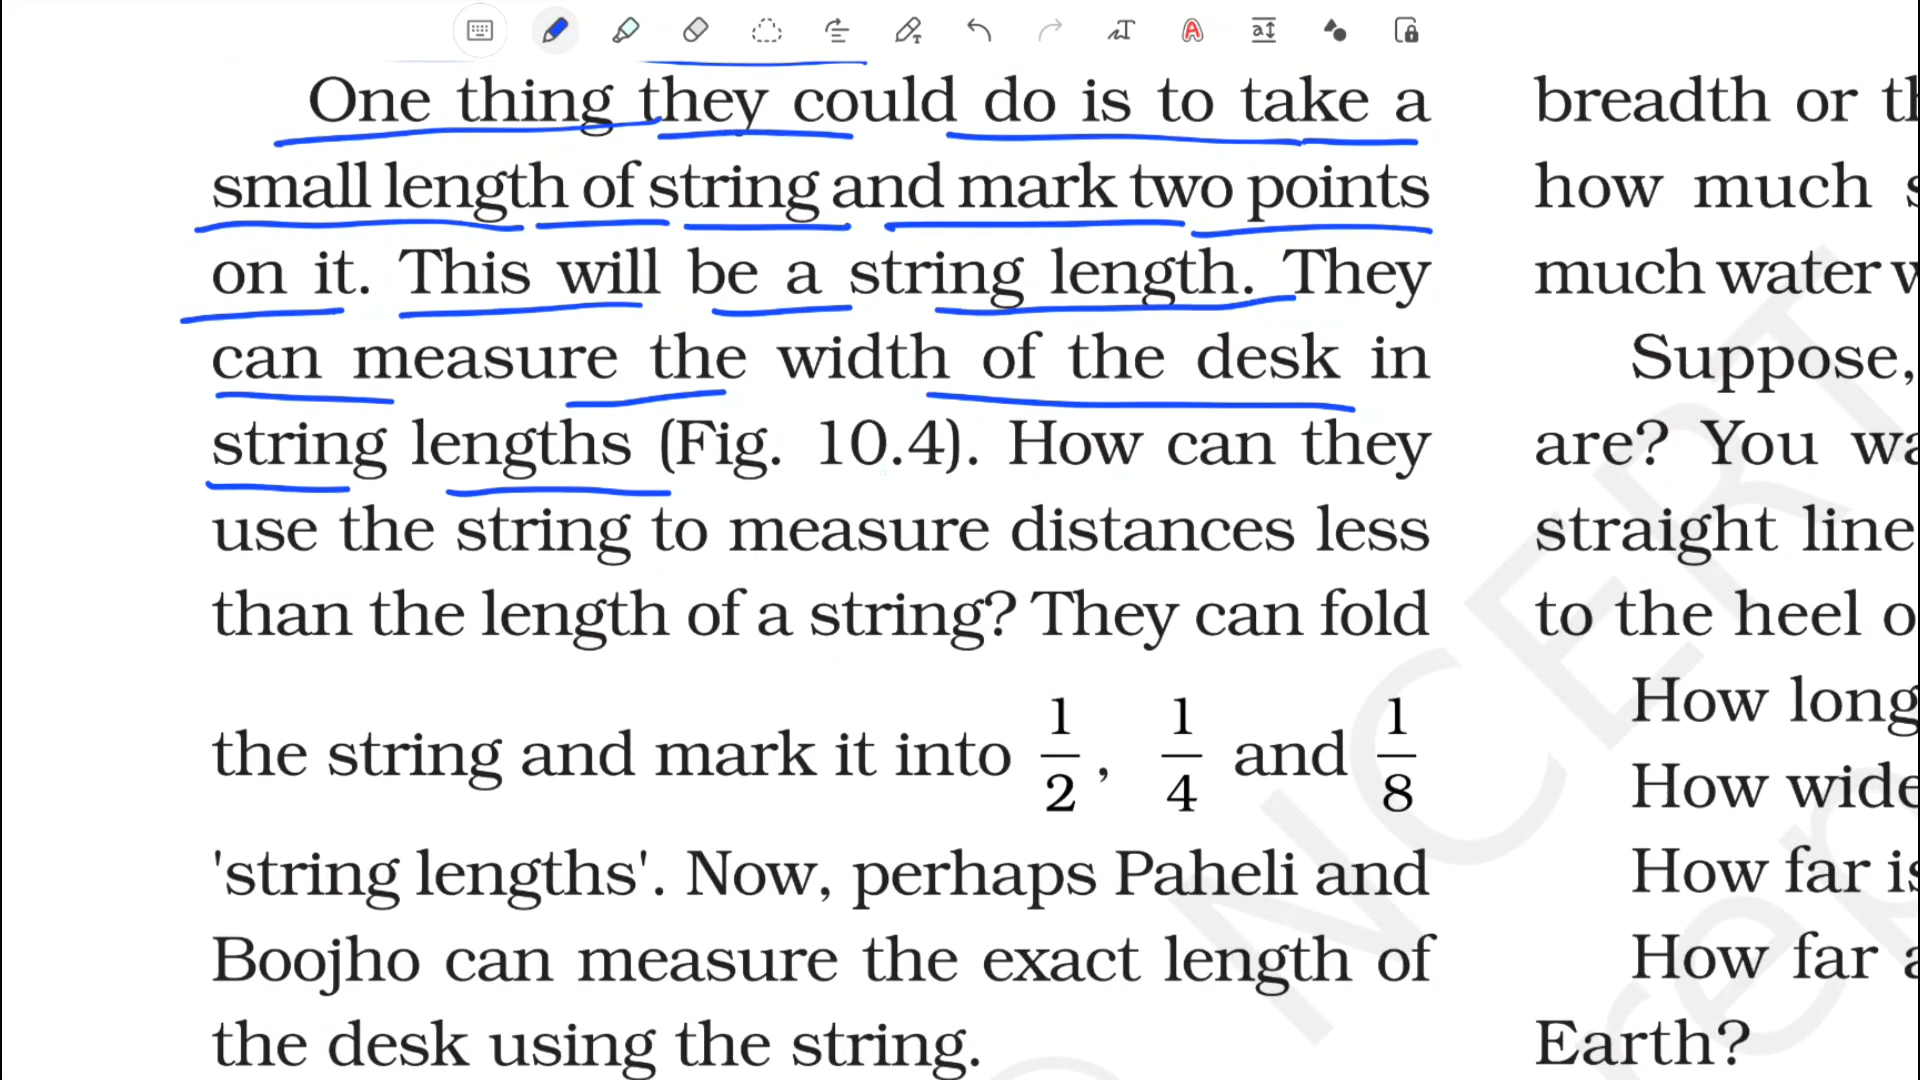 One thing they could do is to take a
small length of string and mark two points
on it. This will be a string length. They
can measure the width of the desk in
string lengths (Fig. 10.4). How can they
use the string to measure distances less
than the length of a string? They can fold
the string and mark it into 1/2, 1/4 and 1/8
'string lengths'. Now, perhaps Paheli and
Boojho can measure the exact length of
the desk using the string.
breadth or
how much
much water
Suppose,
are? You
straight line
to the heel
How long
How wide
How far is
How far
Earth?
NCERT